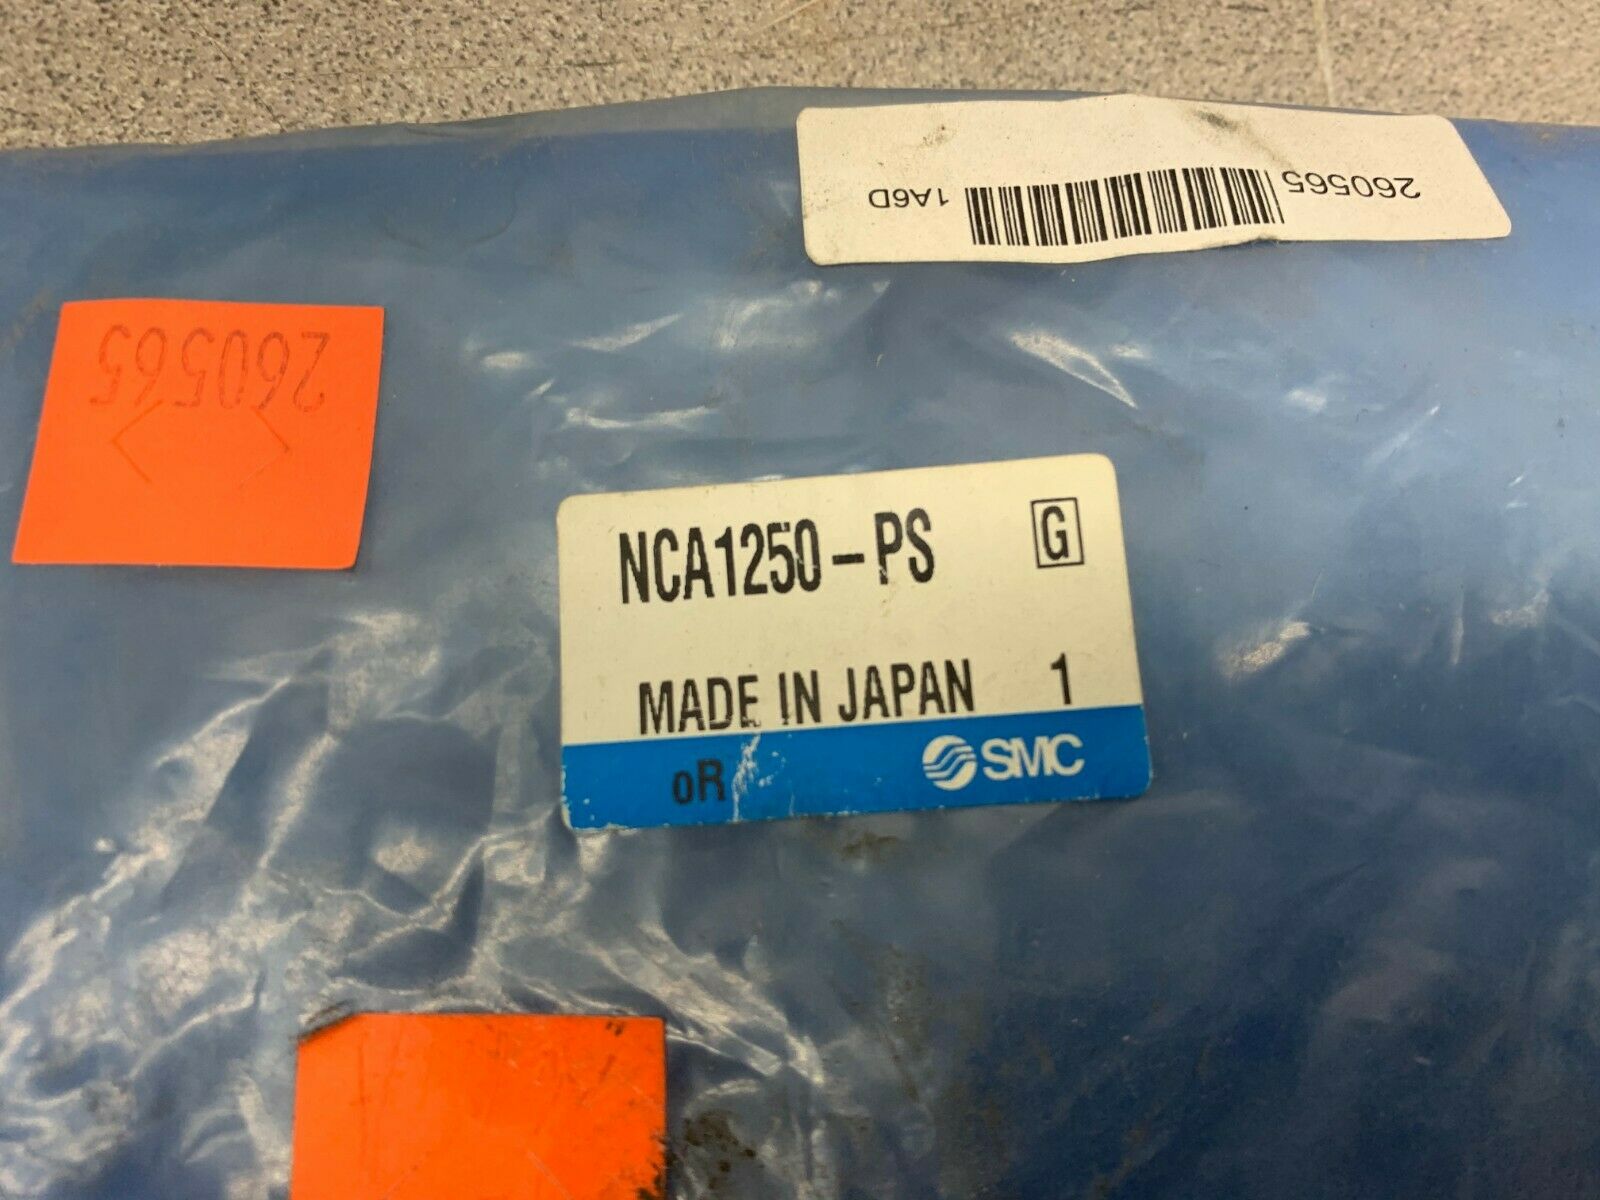 260565
1A6D
260565
NCA1250-PS G
MADE IN JAPAN 1
oR SMC